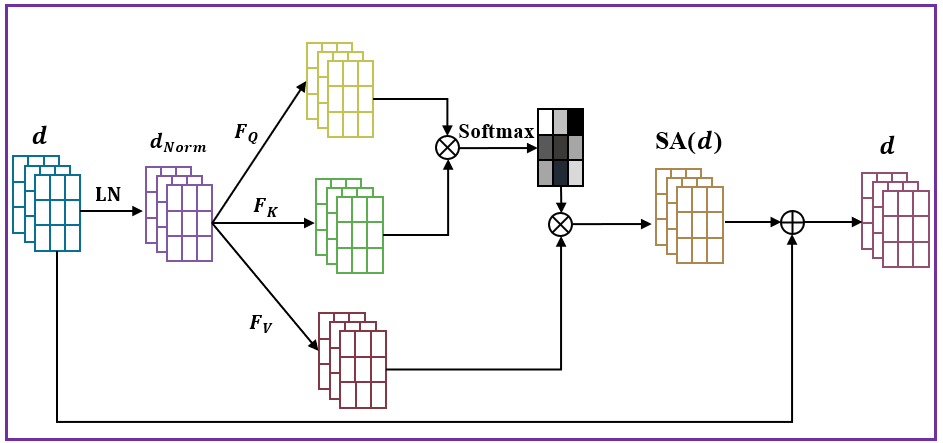 d
LN
d_Norm
F_Q
F_K
F_V
Softmax
SA(d)
d